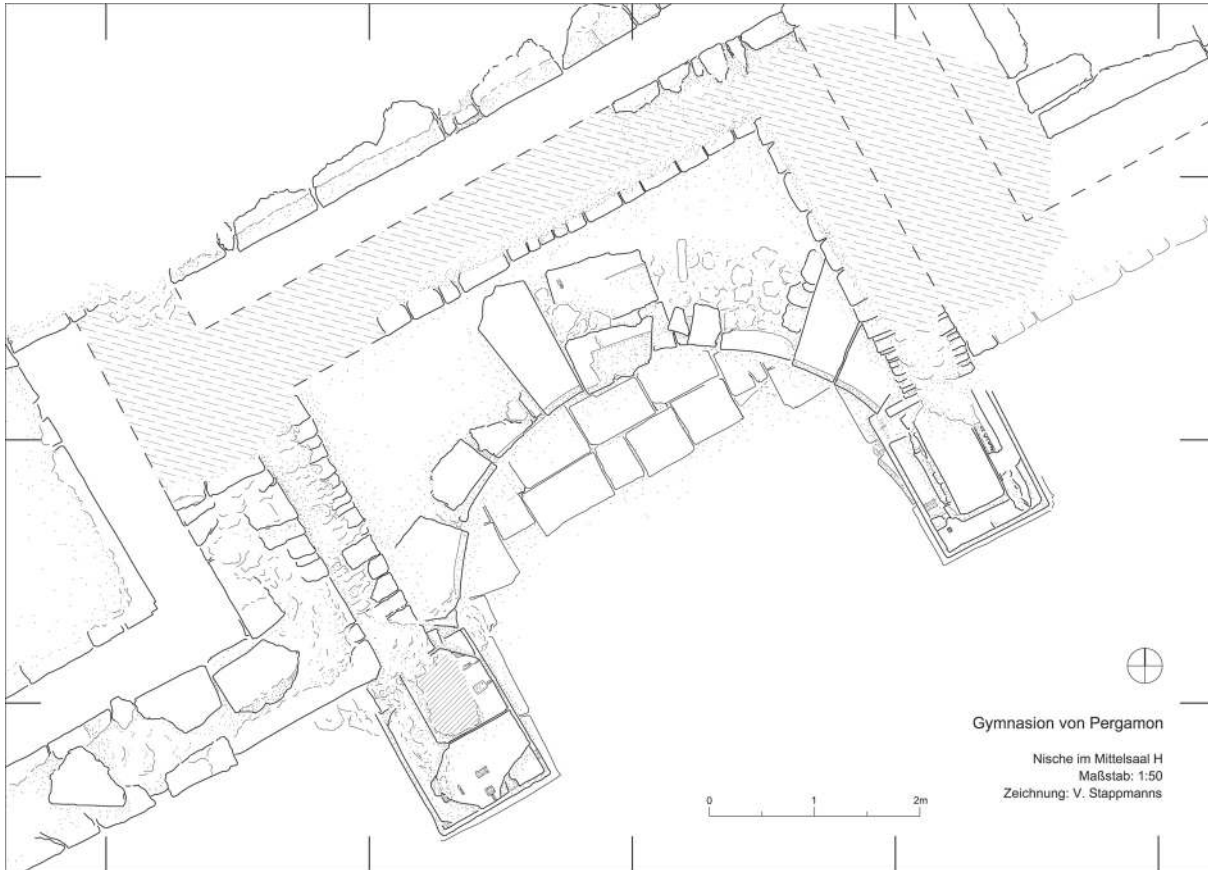 Gymnasion von Pergamon
Nische im Mittelsaal H
Maßstab: 1:50
Zeichnung: V. Stappmanns
0 1 2m